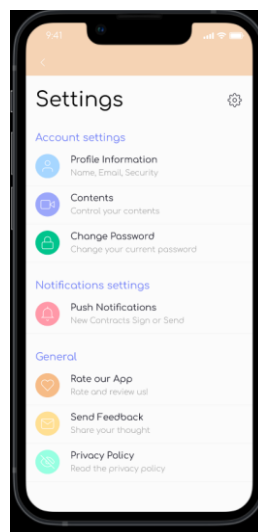 9:41
Settings
Account settings
Profile Information
Name, Email, Security
Contents
Control your contents
Change Password
Change your current password
Notifications settings
Push Notifications
New Contracts Sign or Send
General
Rate our App
Rate and review us!
Send Feedback
Share your thought
Privacy Policy
Read the privacy policy